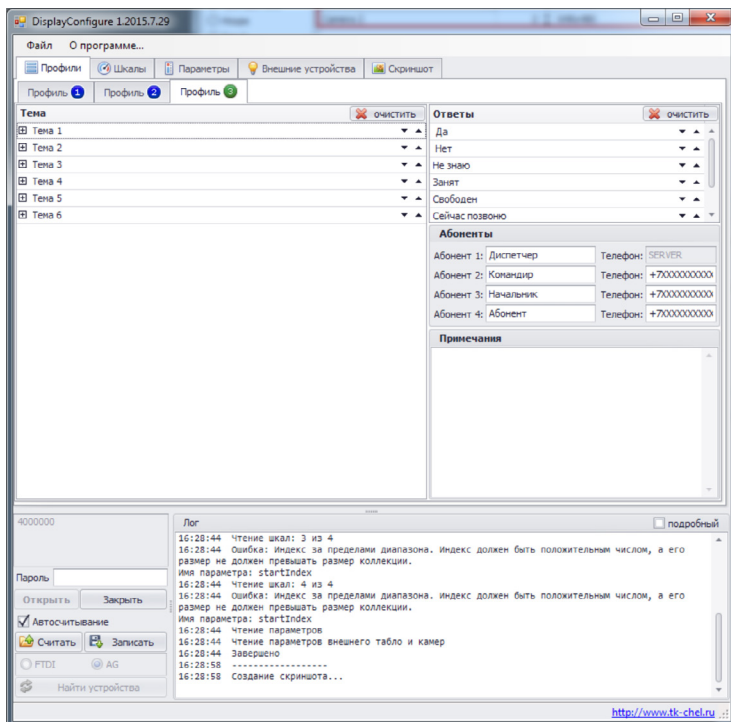 DisplayConfigure 1.2015.7.29
Файл О программе...
Профили Шкалы Параметры Внешние устройства Скриншот
Профиль 1 Профиль 2 Профиль 3
Тема очистить
Тема 1
Тема 2
Тема 3
Тема 4
Тема 5
Тема 6
Ответы очистить
Да
Нет
Не знаю
Занят
Свободен
Сейчас позвоню
Абоненты
Абонент 1: Диспетчер Телефон: SERVER
Абонент 2: Командир Телефон: +7XXXXXXXXXX
Абонент 3: Начальник Телефон: +7XXXXXXXXXX
Абонент 4: Абонент Телефон: +7XXXXXXXXXX
Примечания
4000000
Пароль
Открыть Закрыть
Автосчитывание
Считать Записать
FTDI AG
Найти устройства
Лог подробный
16:28:44 Чтение шкал: 3 из 4
16:28:44 Ошибка: Индекс за пределами диапазона. Индекс должен быть положительным числом, а его
размер не должен превышать размер коллекции.
Имя параметра: startIndex
16:28:44 Чтение шкал: 4 из 4
16:28:44 Ошибка: Индекс за пределами диапазона. Индекс должен быть положительным числом, а его
размер не должен превышать размер коллекции.
Имя параметра: startIndex
16:28:44 Чтение параметров
16:28:44 Чтение параметров внешнего табло и камер
16:28:44 Завершено
16:28:58 ------------------
16:28:58 Создание скриншота...
http://www.tk-chel.ru